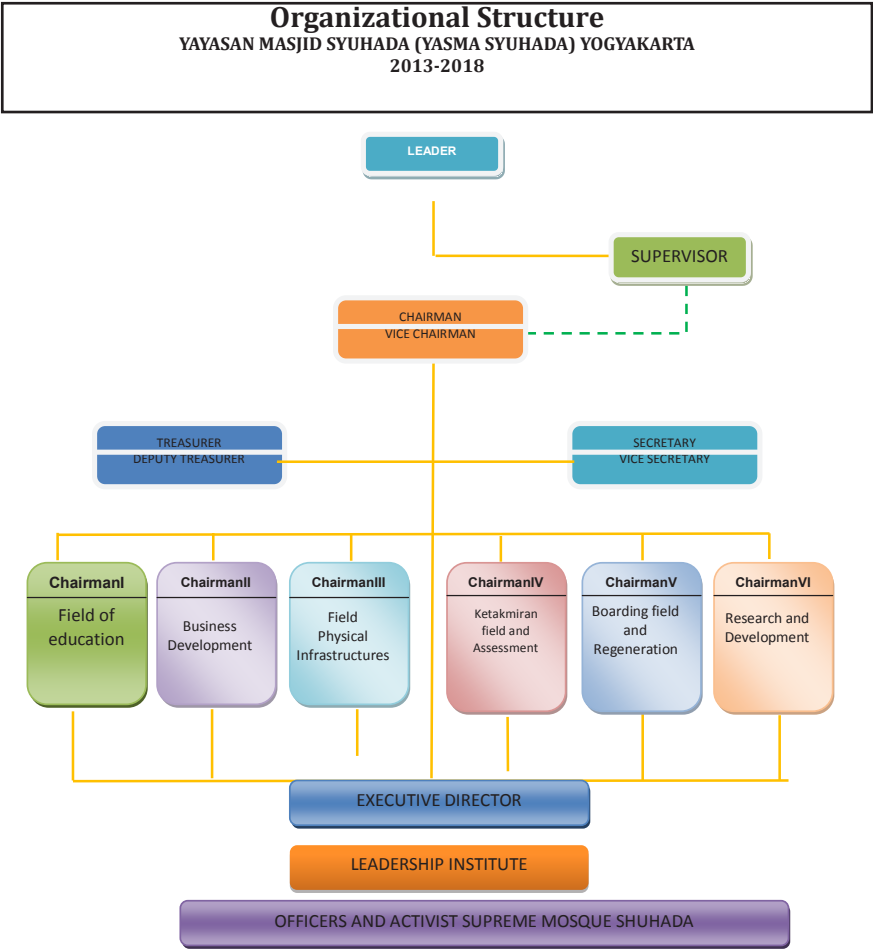 Organizational Structure
YAYASAN MASJID SYUHADA (YASMA SYUHADA) YOGYAKARTA
2013-2018
LEADER
SUPERVISOR
CHAIRMAN
VICE CHAIRMAN
TREASURER
DEPUTY TREASURER
SECRETARY
VICE SECRETARY
ChairmanI
Field of
education
ChairmanII
Business
Development
ChairmanIII
Field
Physical
Infrastructures
ChairmanIV
Ketakmiran
field and
Assessment
ChairmanV
Boarding field
and
Regeneration
ChairmanVI
Research and
Development
EXECUTIVE DIRECTOR
LEADERSHIP INSTITUTE
OFFICERS AND ACTIVIST SUPREME MOSQUE SHUHADA